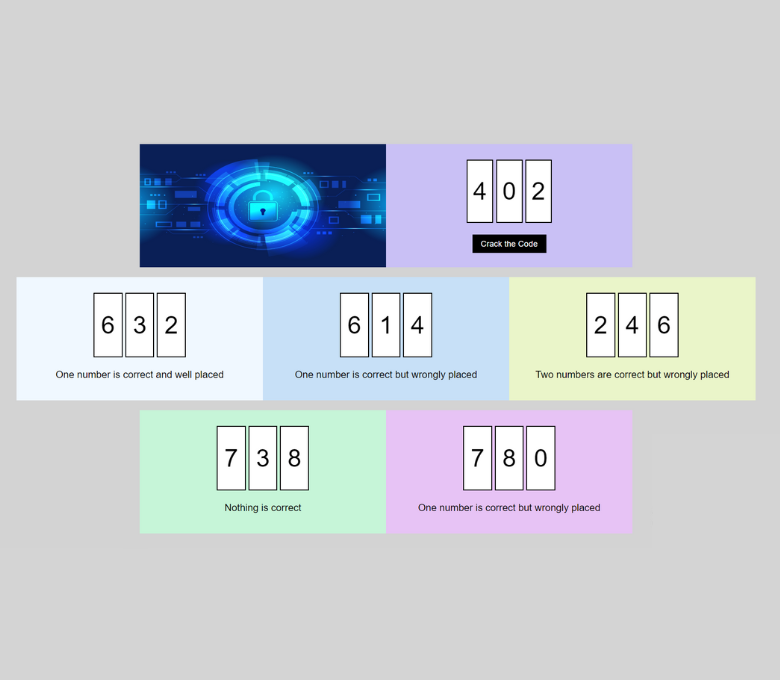 4 0 2
Crack the Code
6 3 2
One number is correct and well placed
6 1 4
One number is correct but wrongly placed
2 4 6
Two numbers are correct but wrongly placed
7 3 8
Nothing is correct
7 8 0
One number is correct but wrongly placed